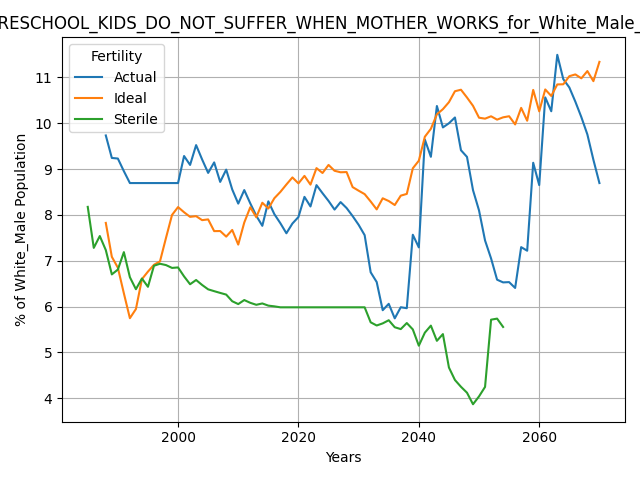 RESCHOOL_KIDS_DO_NOT_SUFFER_WHEN_MOTHER_WORKS_for_White_Male_
Fertility
Actual
Ideal
Sterile
11
10
9
8
7
6
5
4
% of White_Male Population
2000
2020
2040
2060
Years